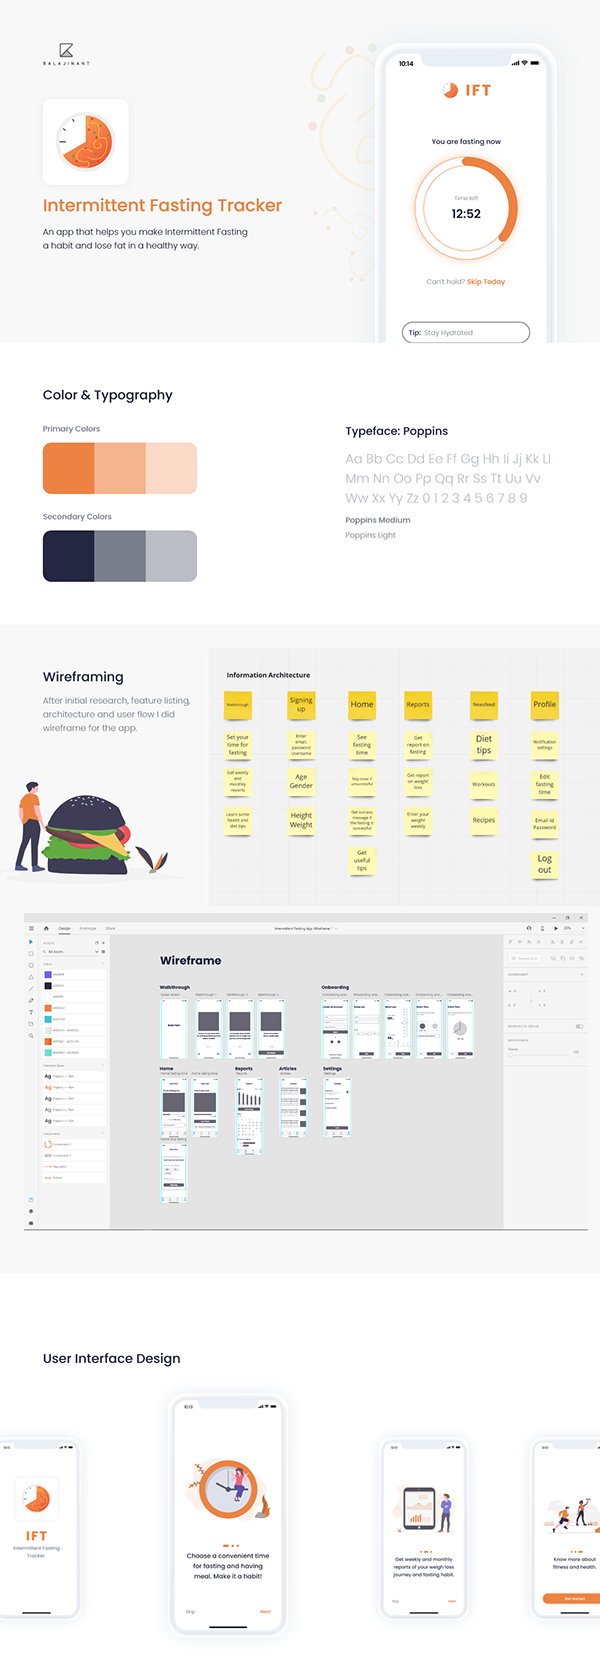 BALAJINANT
Intermittent Fasting Tracker
An app that helps you make Intermittent Fasting
a habit and lose fat in a healthy way.
10:14
IFT
You are fasting now
Time left
12:52
Can't hold? Skip Today
Tip: Stay Hydrated
Color & Typography
Primary Colors
Secondary Colors
Typeface: Poppins
Aa Bb Cc Dd Ee Ff Gg Hh Ii Jj Kk Ll
Mm Nn Oo Pp Qq Rr Ss Tt Uu Vv
Ww Xx Yy Zz 0 1 2 3 4 5 6 7 8 9
Poppins Medium
Poppins Light
Wireframing
After initial research, feature listing,
architecture and user flow I did
wireframe for the app.
Information Architecture
Walkthrough
Signing
up
Home
Reports
Newsfeed
Profile
Set your
time for
fasting
Enter
email,
password
Username
See
fasting
time
Get
report on
fasting
Diet
tips
Notification
settings
Get weekly
and
monthly
reports
Age
Gender
Stop timer if
unsuccessful
Get report
on weight
loss
Workouts
Edit
fasting
time
Learn some
health and
diet tips
Height
Weight
Get success
message if
the fasting is
successful
Enter your
weight
weekly
Recipes
Email id
Password
Get
useful
tips
Log
out
Design
Prototype
Share
Intermittent Fasting App Wireframe
Wireframe
Walkthrough
Onboarding
Home
Reports
Articles
Settings
User Interface Design
IFT
Intermittent Fasting
Tracker
10:13
Choose a convenient time
for fasting and having
meal. Make it a habit!
Skip
Next
Get weekly and monthly
reports of your weigh loss
journey and fasting habit.
Skip
Next
Know more about
fitness and health.
Get Started